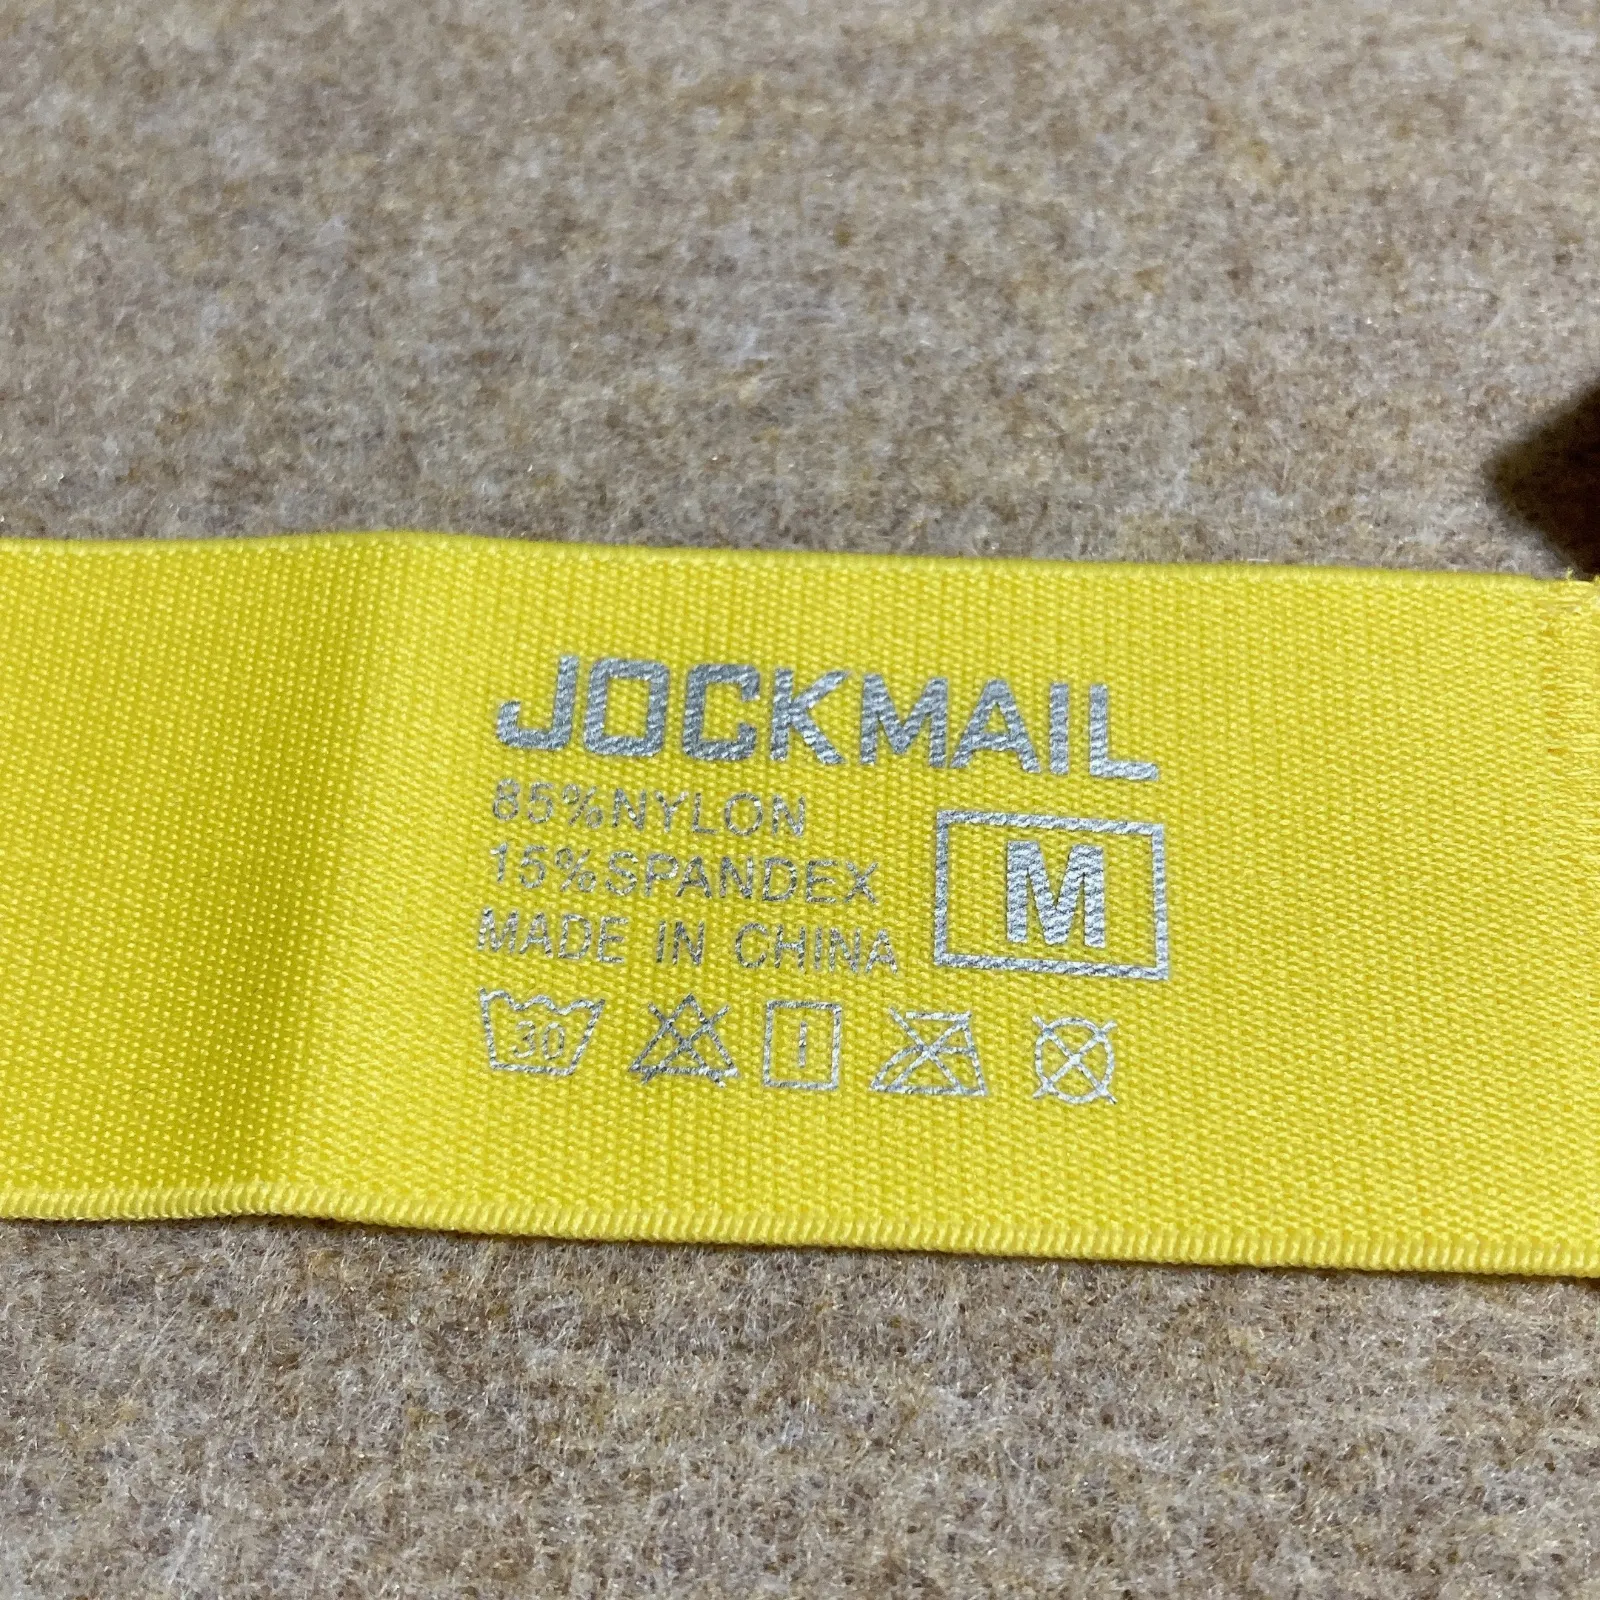 JOCKMAIL
85%NYLON
15%SPANDEX
MADE IN CHINA
M
30